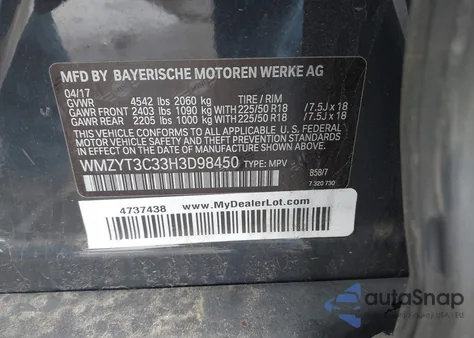 MFD BY BAYERISCHE MOTOREN WERKE AG
04/17
GVWR 4542 lbs 2060 kg TIRE / RIM
GAWR FRONT 2403 lbs 1090 kg 225/50 R18 / 7.5J x 18
GAWR REAR 2205 lbs 1000 kg 225/50 R18 / 7.5J x 18
THIS VEHICLE CONFORMS TO ALL APPLICABLE U. S. FEDERAL
MOTOR VEHICLE SAFETY AND THEFT PREVENTION STANDARDS
IN EFFECT ON THE DATE OF MANUFACTURE SHOWN ABOVE.
WMZYT3C33H3D98450 TYPE: MPV
B58/7
7 320 730
4737438 www.MyDealerLot.com
autoSnap